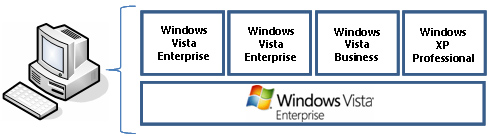 Windows
Vista
Enterprise
Windows
Vista
Enterprise
Windows
Vista
Business
Windows
XP
Professional
Windows Vista
Enterprise